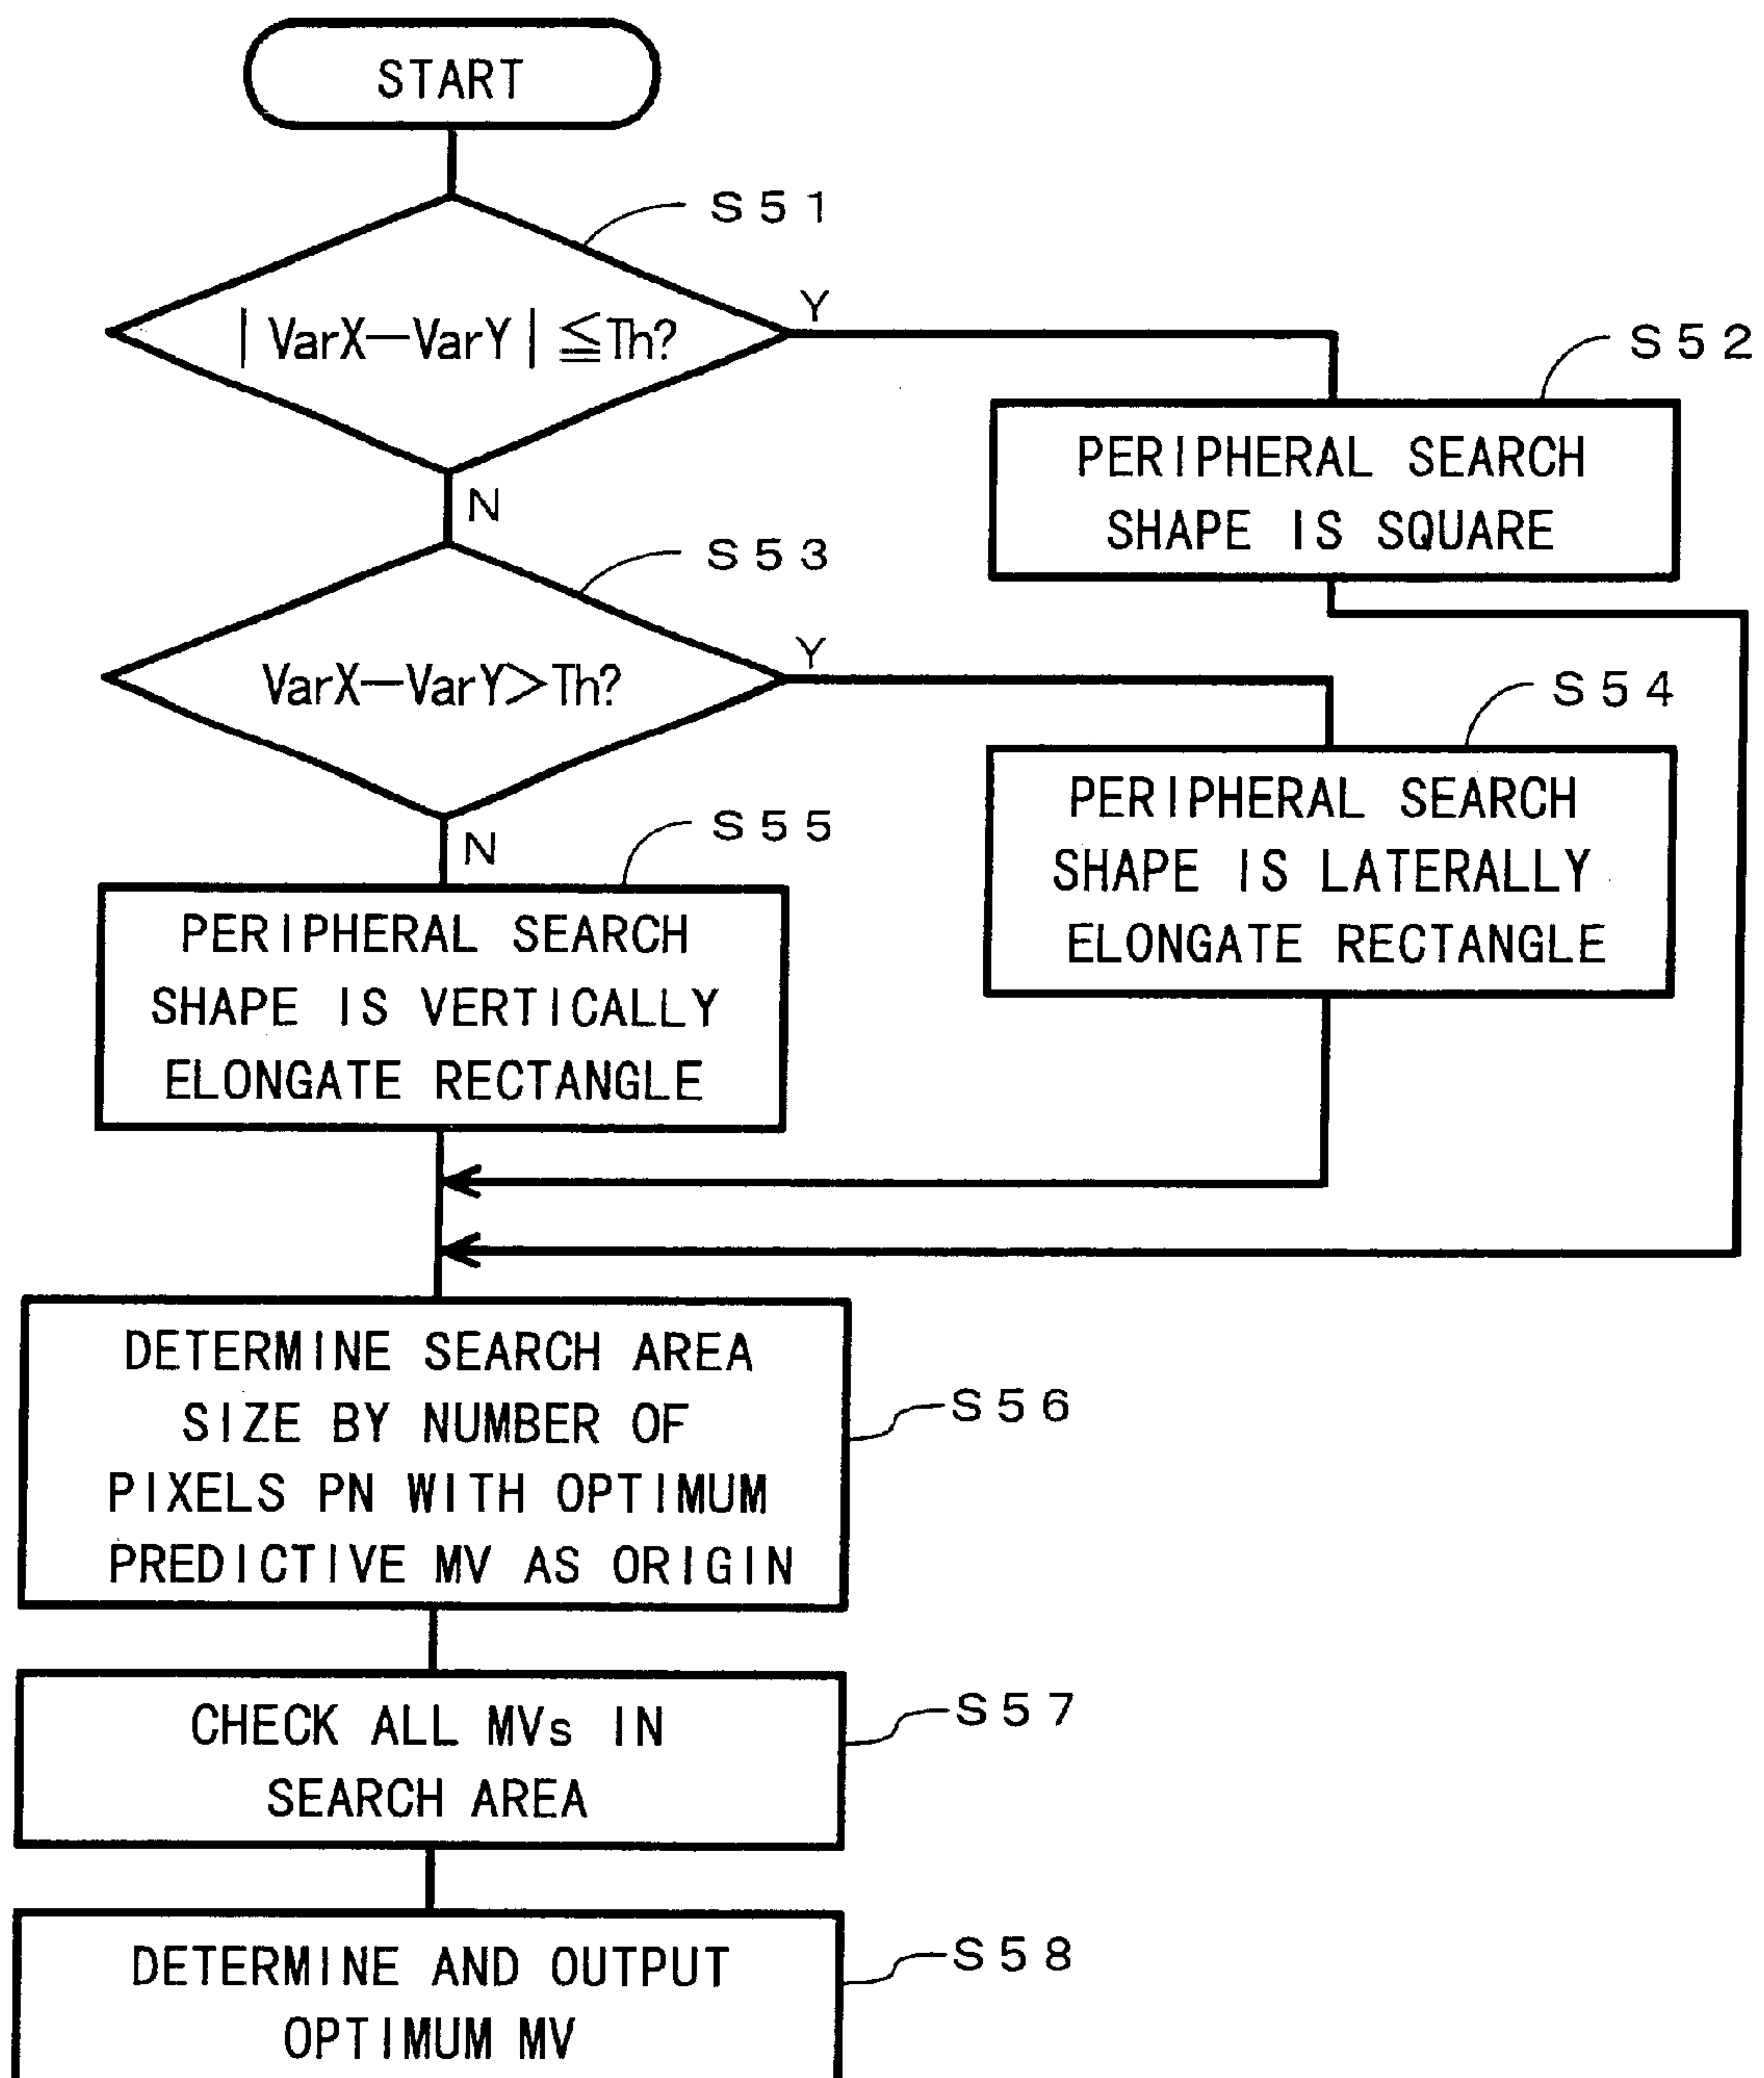 START
S51
| VarX—VarY | ≦Th?
Y
S52
PERIPHERAL SEARCH
SHAPE IS SQUARE
N
S53
VarX—VarY>Th?
Y
S54
PERIPHERAL SEARCH
SHAPE IS LATERALLY
ELONGATE RECTANGLE
N
S55
PERIPHERAL SEARCH
SHAPE IS VERTICALLY
ELONGATE RECTANGLE
DETERMINE SEARCH AREA
SIZE BY NUMBER OF
PIXELS PN WITH OPTIMUM
PREDICTIVE MV AS ORIGIN
S56
CHECK ALL MVs IN
SEARCH AREA
S57
DETERMINE AND OUTPUT
OPTIMUM MV
S58